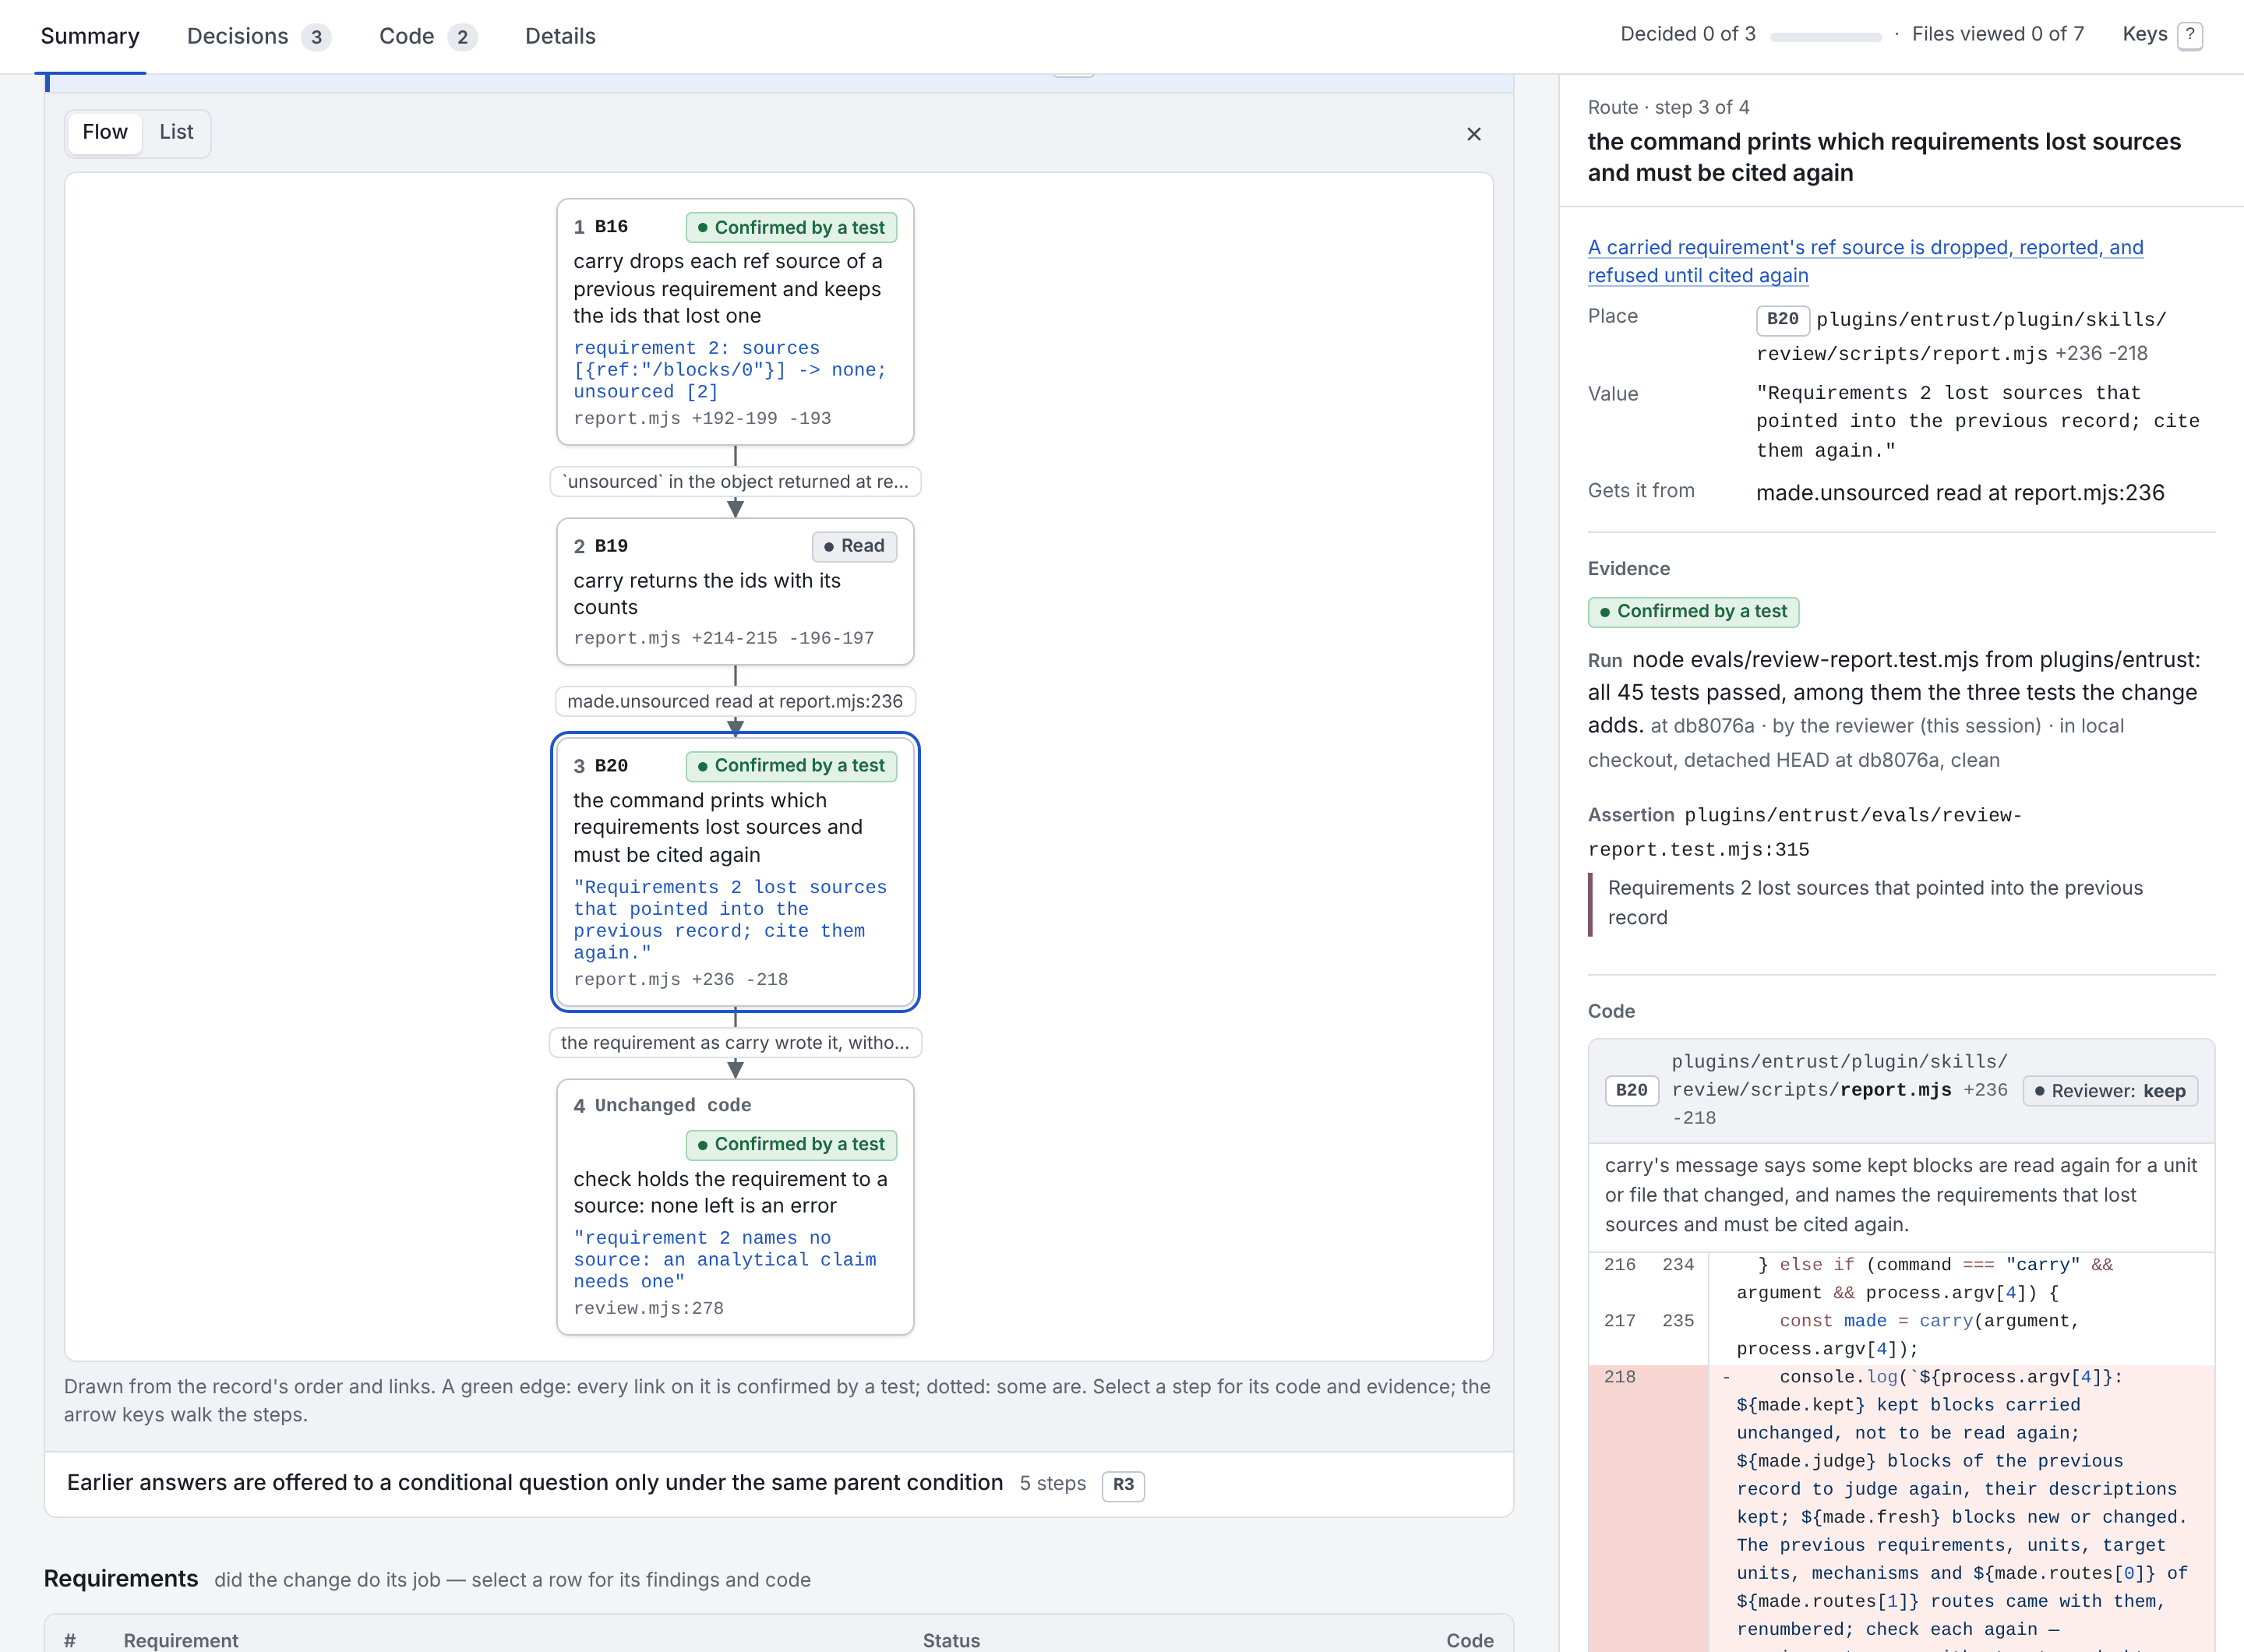 Summary
Decisions 3
Code 2
Details
Decided 0 of 3
· Files viewed 0 of 7
Keys ?
Flow
List
×
1 B16
Confirmed by a test
carry drops each ref source of a
previous requirement and keeps
the ids that lost one
requirement 2: sources
[{ref:"/blocks/0"}] -> none;
unsourced [2]
report.mjs +192-199 -193
`unsourced` in the object returned at re...
2 B19
Read
carry returns the ids with its
counts
report.mjs +214-215 -196-197
made.unsourced read at report.mjs:236
3 B20
Confirmed by a test
the command prints which
requirements lost sources and
must be cited again
"Requirements 2 lost sources
that pointed into the
previous record; cite them
again."
report.mjs +236 -218
the requirement as carry wrote it, witho...
4 Unchanged code
Confirmed by a test
check holds the requirement to a
source: none left is an error
"requirement 2 names no
source: an analytical claim
needs one"
review.mjs:278
Drawn from the record's order and links. A green edge: every link on it is confirmed by a test; dotted: some are. Select a step for its code and evidence; the
arrow keys walk the steps.
Earlier answers are offered to a conditional question only under the same parent condition 5 steps R3
Requirements did the change do its job — select a row for its findings and code
# Requirement Status Code
Route · step 3 of 4
the command prints which requirements lost sources
and must be cited again
A carried requirement's ref source is dropped, reported, and
refused until cited again
Place B20 plugins/entrust/plugin/skills/
review/scripts/report.mjs +236 -218
Value "Requirements 2 lost sources that
pointed into the previous record; cite
them again."
Gets it from made.unsourced read at report.mjs:236
Evidence
Confirmed by a test
Run node evals/review-report.test.mjs from plugins/entrust:
all 45 tests passed, among them the three tests the change
adds. at db8076a · by the reviewer (this session) · in local
checkout, detached HEAD at db8076a, clean
Assertion plugins/entrust/evals/review-
report.test.mjs:315
Requirements 2 lost sources that pointed into the previous
record
Code
B20
plugins/entrust/plugin/skills/
review/scripts/report.mjs +236
-218
Reviewer: keep
carry's message says some kept blocks are read again for a unit
or file that changed, and names the requirements that lost
sources and must be cited again.
216 234 } else if (command === "carry" &&
argument && process.argv[4]) {
217 235 const made = carry(argument,
process.argv[4]);
218 - console.log(`${process.argv[4]}:
${made.kept} kept blocks carried
unchanged, not to be read again;
${made.judge} blocks of the previous
record to judge again, their descriptions
kept; ${made.fresh} blocks new or changed.
The previous requirements, units, target
units, mechanisms and ${made.routes[0]} of
${made.routes[1]} routes came with them,
renumbered; check each again —